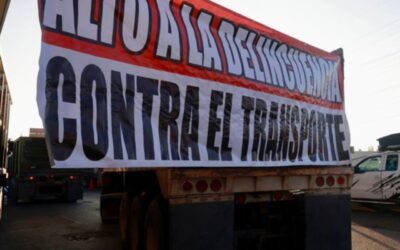 ALTO A LA DELINCUENCIA
CONTRA EL TRANSPORTE